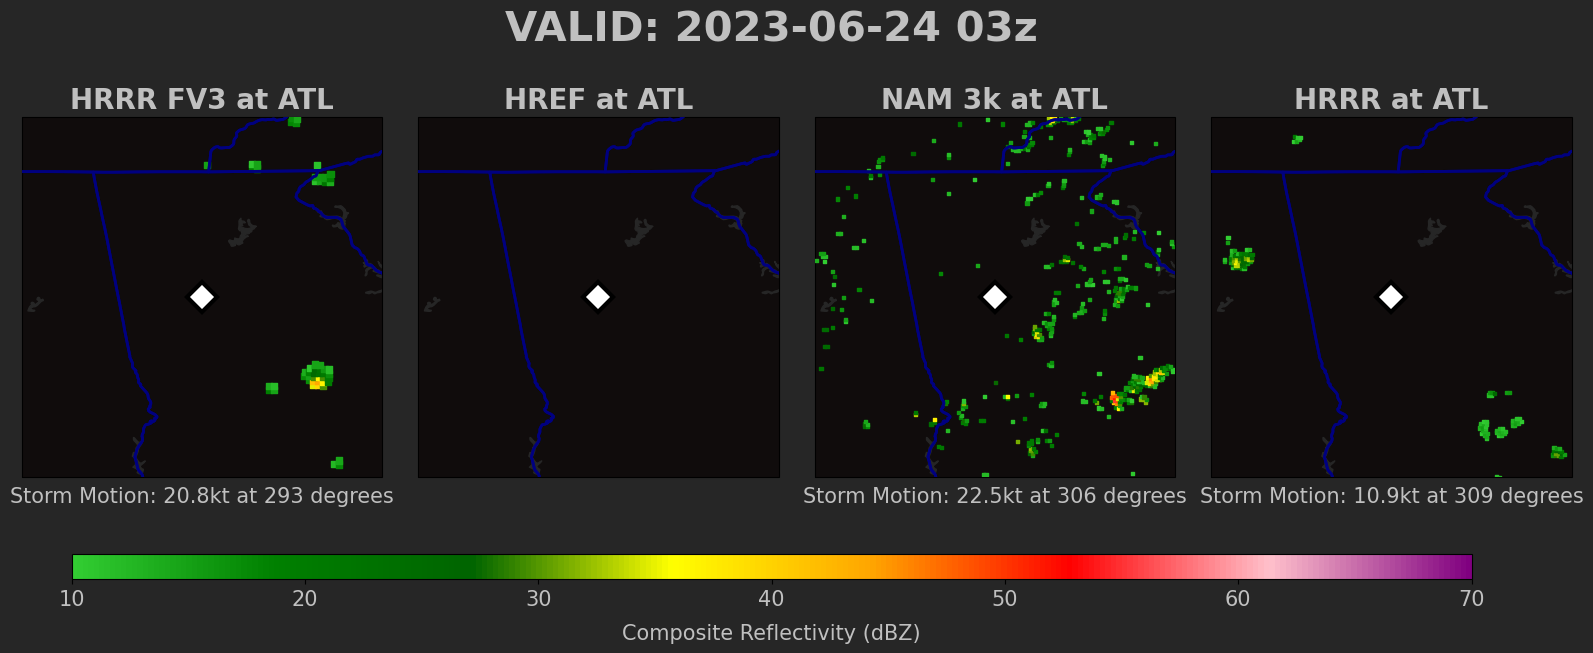 VALID: 2023-06-24 03z
HRRR FV3 at ATL
HREF at ATL
NAM 3k at ATL
HRRR at ATL
Storm Motion: 20.8kt at 293 degrees
Storm Motion: 22.5kt at 306 degrees
Storm Motion: 10.9kt at 309 degrees
10 20 30 40 50 60 70
Composite Reflectivity (dBZ)